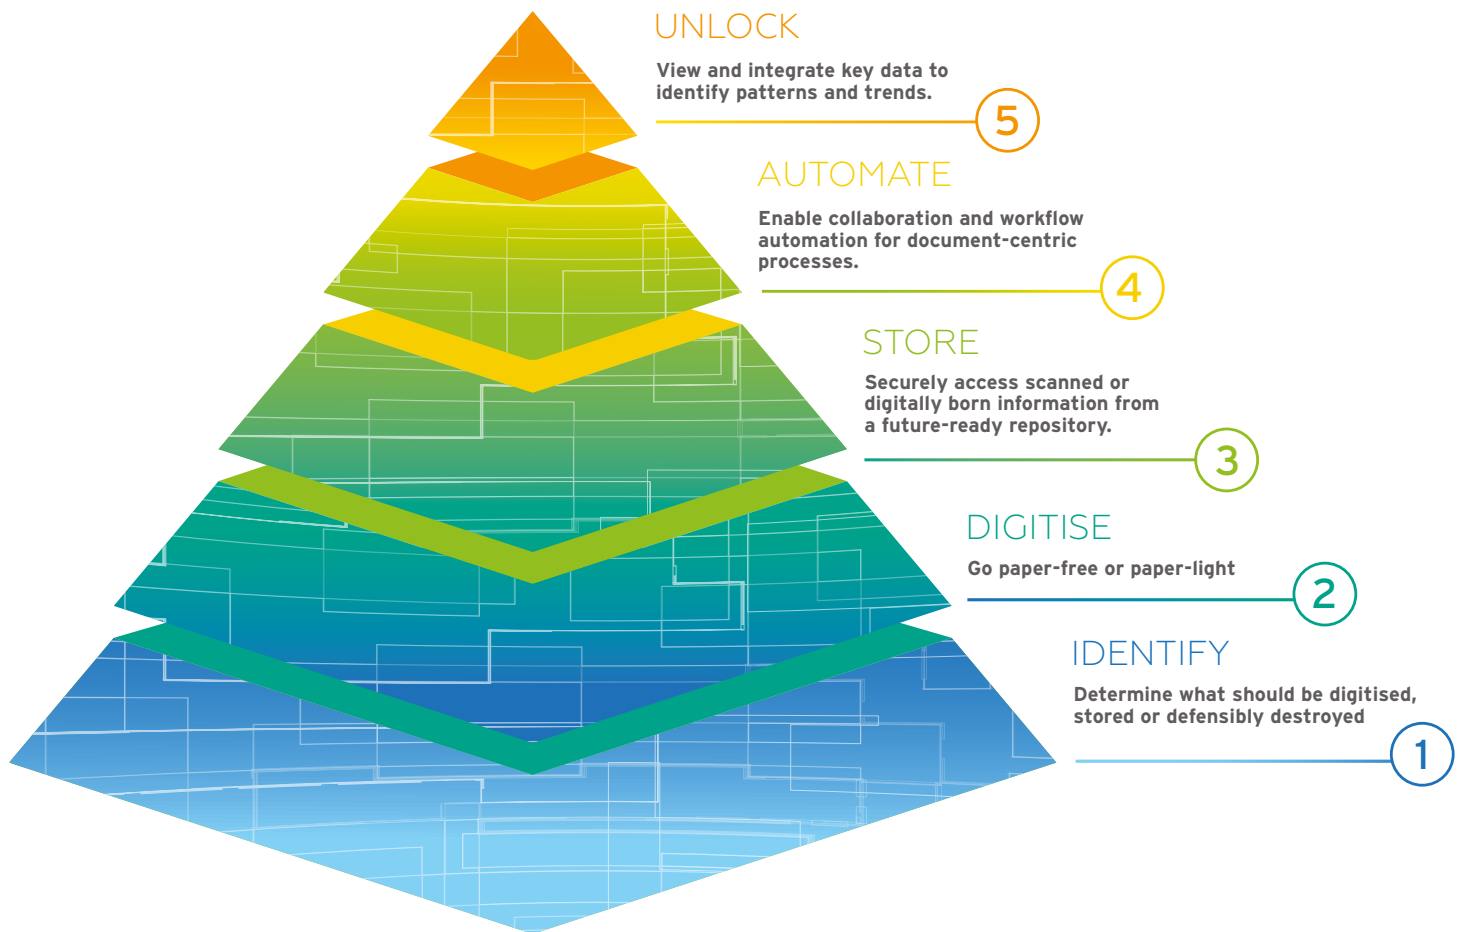 UNLOCK
View and integrate key data to
identify patterns and trends.
5
AUTOMATE
Enable collaboration and workflow
automation for document-centric
processes.
4
STORE
Securely access scanned or
digitally born information from
a future-ready repository.
3
DIGITISE
Go paper-free or paper-light
2
IDENTIFY
Determine what should be digitised,
stored or defensibly destroyed
1